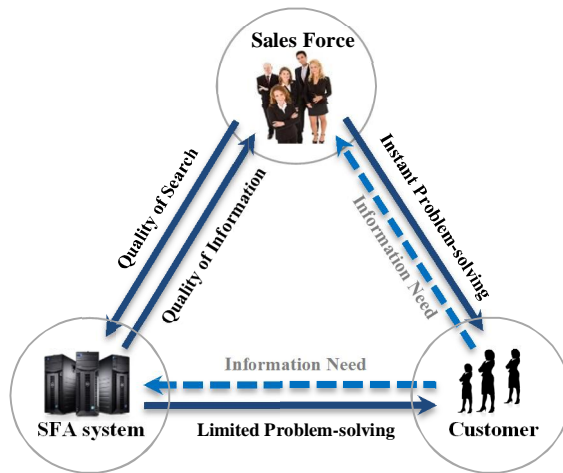 Sales Force
Quality of Search
Quality of Information
Instant Problem-solving
Information Need
Information Need
SFA system
Limited Problem-solving
Customer